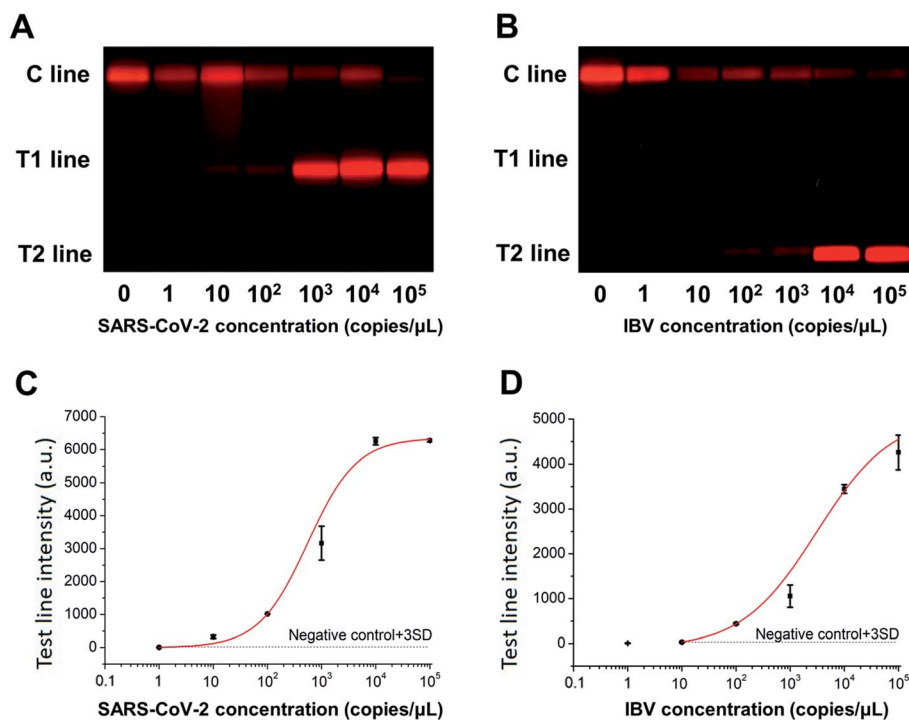 A
C line
T1 line
T2 line
0 1 10 10² 10³ 10⁴ 10⁵
SARS-CoV-2 concentration (copies/µL)
B
C line
T1 line
T2 line
0 1 10 10² 10³ 10⁴ 10⁵
IBV concentration (copies/µL)
C
Test line intensity (a.u.)
7000
6000
5000
4000
3000
2000
1000
0
Negative control+3SD
0.1 1 10 10² 10³ 10⁴ 10⁵
SARS-CoV-2 concentration (copies/µL)
D
Test line intensity (a.u.)
5000
4000
3000
2000
1000
0
Negative control+3SD
0.1 1 10 10² 10³ 10⁴ 10⁵
IBV concentration (copies/µL)